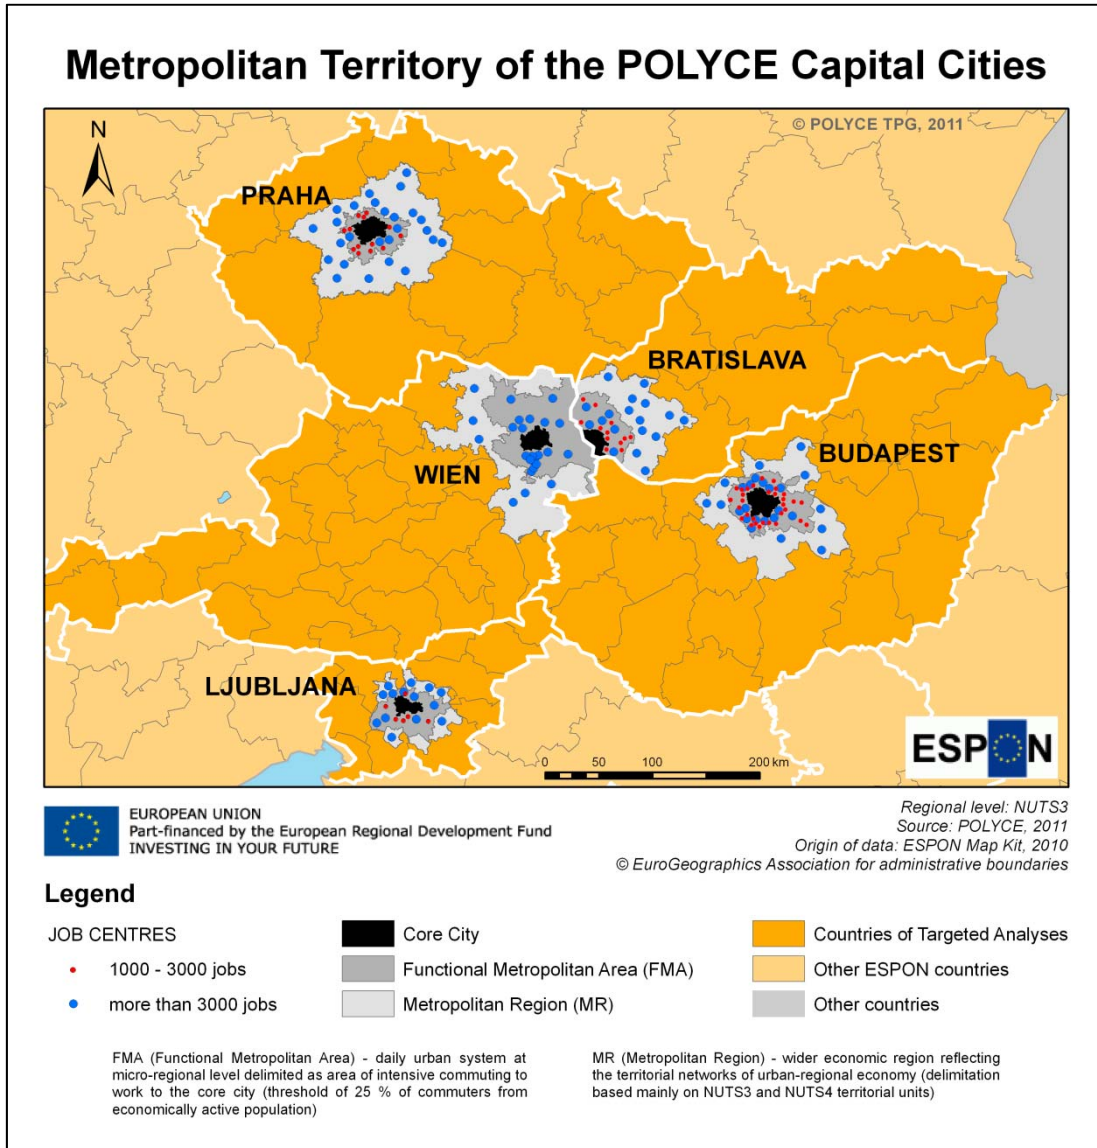 Metropolitan Territory of the POLYCE Capital Cities
© POLYCE TPG, 2011
N
PRAHA
BRATISLAVA
BUDAPEST
WIEN
LJUBLJANA
ESPON
0 50 100 200 km
EUROPEAN UNION
Part-financed by the European Regional Development Fund
INVESTING IN YOUR FUTURE
Regional level: NUTS3
Source: POLYCE, 2011
Origin of data: ESPON Map Kit, 2010
© EuroGeographics Association for administrative boundaries
Legend
JOB CENTRES
1000 - 3000 jobs
more than 3000 jobs
Core City
Functional Metropolitan Area (FMA)
Metropolitan Region (MR)
Countries of Targeted Analyses
Other ESPON countries
Other countries
FMA (Functional Metropolitan Area) - daily urban system at
micro-regional level delimited as area of intensive commuting to
work to the core city (threshold of 25 % of commuters from
economically active population)
MR (Metropolitan Region) - wider economic region reflecting
the territorial networks of urban-regional economy (delimitation
based mainly on NUTS3 and NUTS4 territorial units)